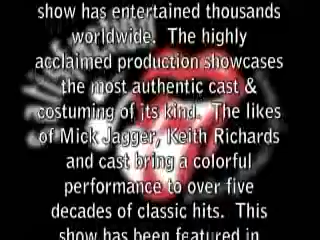 show has entertained thousands
worldwide. The highly
acclaimed production showcases
the most authentic cast &
costuming of its kind. The likes
of Mick Jagger, Keith Richards
and cast bring a colorful
performance to over five
decades of classic hits. This
show has been featured in